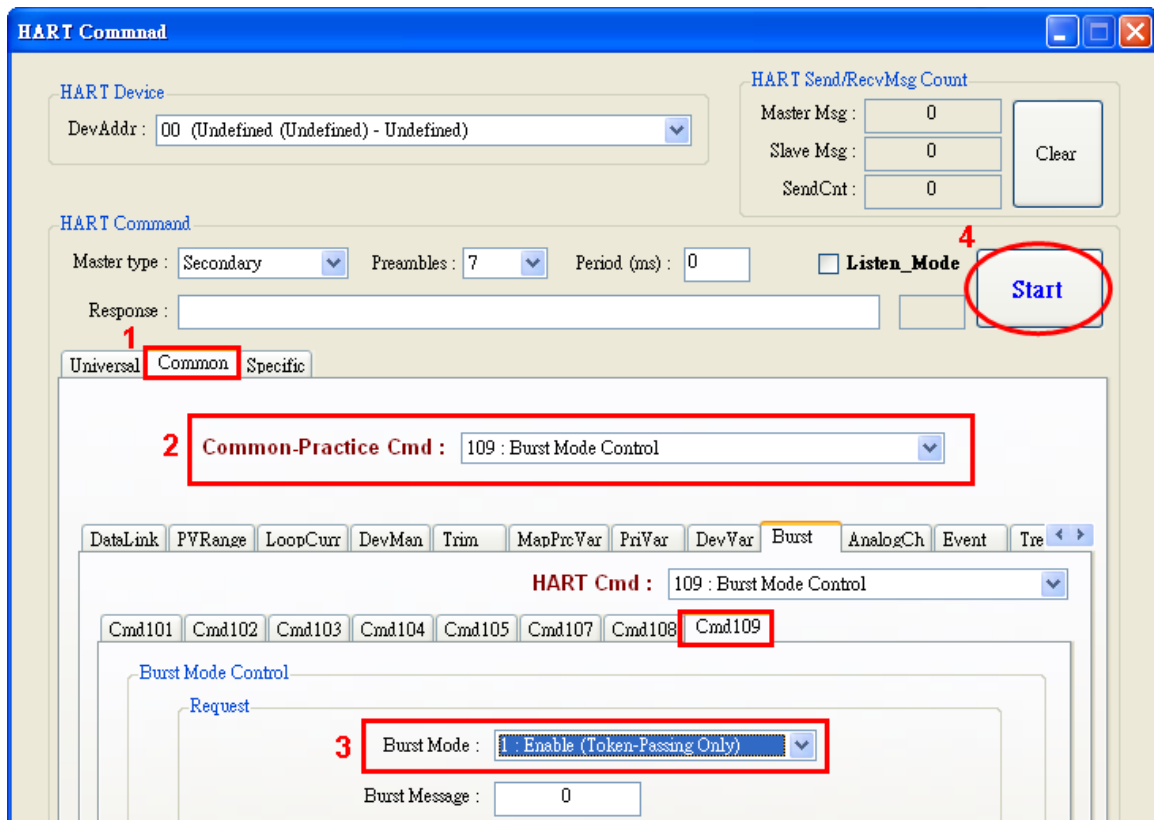 HART Commnad
HART Device
DevAddr : 00 (Undefined (Undefined) - Undefined)
HART Send/RecvMsg Count
Master Msg : 0
Slave Msg : 0
SendCnt : 0
Clear
HART Command
Master type : Secondary Preambles : 7 Period (ms) : 0 Listen_Mode
4
Start
Response :
1
Universal Common Specific
2 Common-Practice Cmd : 109 : Burst Mode Control
DataLink PVRange LoopCurr DevMan Trim MapPrcVar PriVar DevVar Burst AnalogCh Event Tre
HART Cmd : 109 : Burst Mode Control
Cmd101 Cmd102 Cmd103 Cmd104 Cmd105 Cmd107 Cmd108 Cmd109
Burst Mode Control
Request
3 Burst Mode : 1 : Enable (Token-Passing Only)
Burst Message : 0